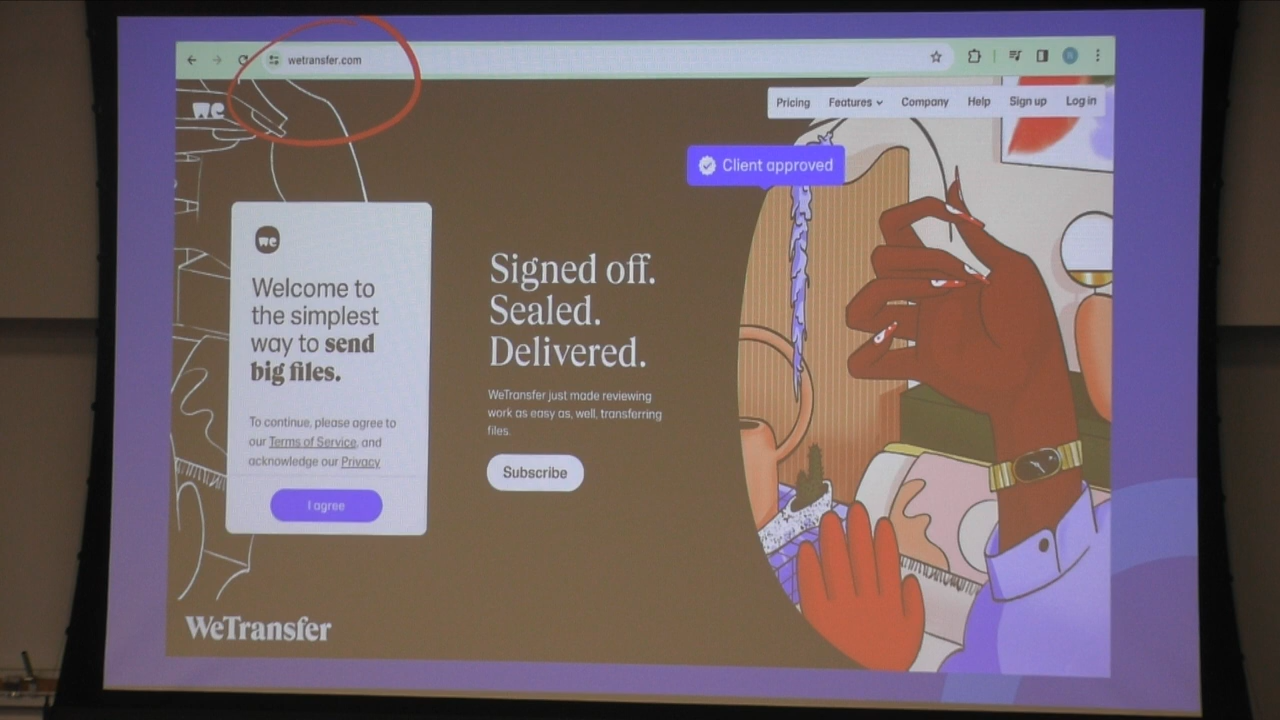 wetransfer.com
we
Pricing Features Company Help Sign up Log in
Client approved
we
Welcome to
the simplest
way to send
big files.
To continue, please agree to
our Terms of Service, and
acknowledge our Privacy
I agree
Signed off.
Sealed.
Delivered.
WeTransfer just made reviewing
work as easy as, well, transferring
files.
Subscribe
WeTransfer